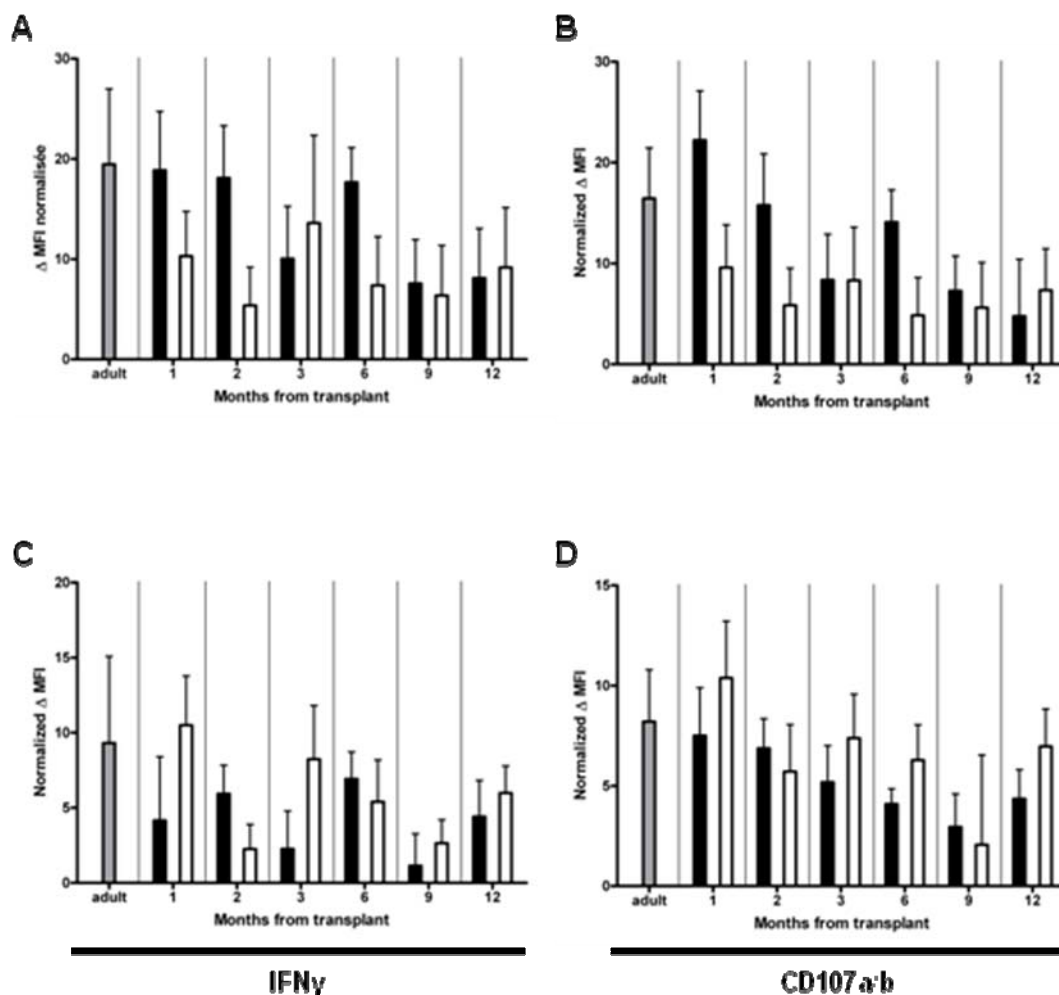 A
Δ MFI normalisée
30
20
10
0
adult 1 2 3 6 9 12
Months from transplant
B
Normalized Δ MFI
30
20
10
0
adult 1 2 3 6 9 12
Months from transplant
C
Normalized Δ MFI
20
15
10
5
0
adult 1 2 3 6 9 12
Months from transplant
IFNγ
D
Normalized Δ MFI
15
10
5
0
adult 1 2 3 6 9 12
Months from transplant
CD107a·b